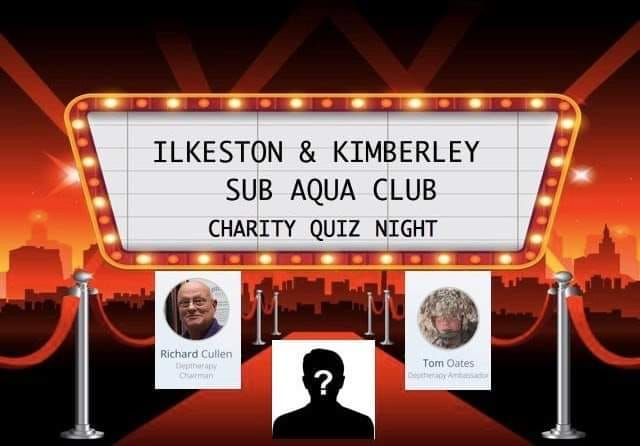 ILKESTON & KIMBERLEY
SUB AQUA CLUB
CHARITY QUIZ NIGHT
Richard Cullen
Deptherapy
Chairman
Tom Oates
Deptherapy Ambassador
?